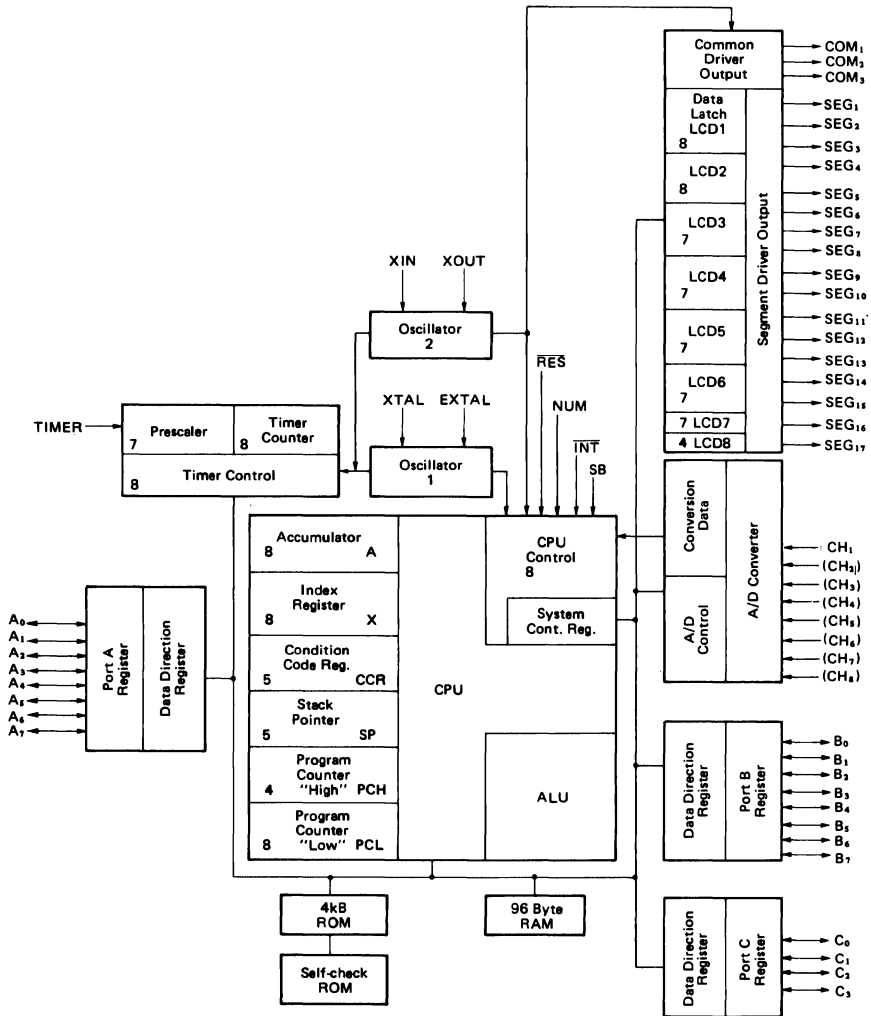 Common
Driver
Output
COM₁
COM₂
COM₃
Data
Latch
LCD1
8
LCD2
8
LCD3
7
LCD4
7
LCD5
7
LCD6
7
7 LCD7
4 LCD8
Segment Driver Output
SEG₁
SEG₂
SEG₃
SEG₄
SEG₅
SEG₆
SEG₇
SEG₈
SEG₉
SEG₁₀
SEG₁₁
SEG₁₂
SEG₁₃
SEG₁₄
SEG₁₅
SEG₁₆
SEG₁₇
XIN XOUT
Oscillator
2
XTAL EXTAL
Oscillator
1
RES
NUM
INT
SB
TIMER
7 Prescaler
Timer
8 Counter
Timer Control
8
Accumulator
8 A
Index
Register
8 X
Condition
Code Reg.
5 CCR
Stack
Pointer
5 SP
Program
Counter
4 "High" PCH
Program
Counter
8 "Low" PCL
CPU
CPU
Control
8
System
Cont. Reg.
ALU
Conversion
Data
A/D
Control
A/D Converter
CH₁
(CH₂)
(CH₃)
(CH₄)
(CH₅)
(CH₆)
(CH₇)
(CH₈)
A₀
A₁
A₂
A₃
A₄
A₅
A₆
A₇
Port A
Register
Data Direction
Register
Data Direction
Register
Port B
Register
B₀
B₁
B₂
B₃
B₄
B₅
B₆
B₇
4kB
ROM
Self-check
ROM
96 Byte
RAM
Data Direction
Register
Port C
Register
C₀
C₁
C₂
C₃